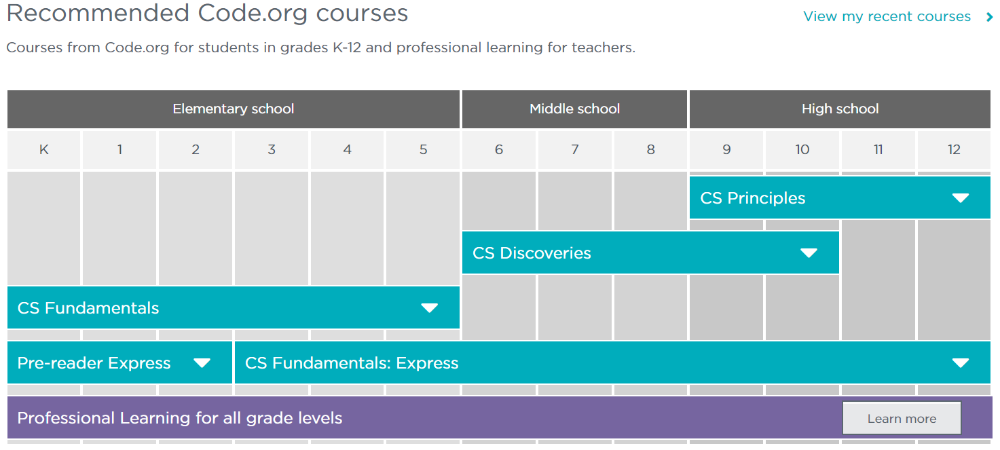 Recommended Code.org courses
View my recent courses
Courses from Code.org for students in grades K-12 and professional learning for teachers.
Elementary school Middle school High school
K 1 2 3 4 5 6 7 8 9 10 11 12
CS Principles
CS Discoveries
CS Fundamentals
Pre-reader Express CS Fundamentals: Express
Professional Learning for all grade levels Learn more